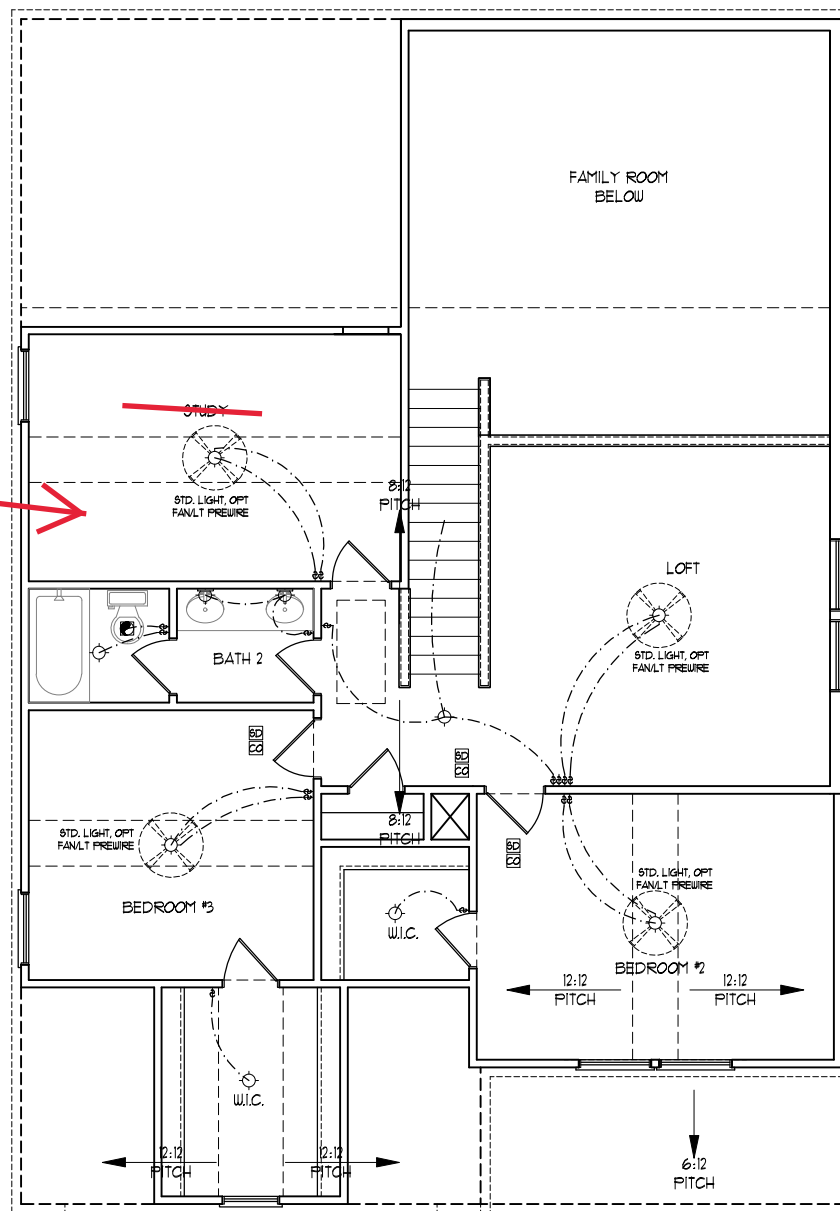 FAMILY ROOM
BELOW
STUDY
STD. LIGHT, OPT
FAN/LT PREWIRE
8:12
PITCH
LOFT
STD. LIGHT, OPT
FAN/LT PREWIRE
BATH 2
SD
CO
SD
CO
8:12
PITCH
SD
CO
STD. LIGHT, OPT
FAN/LT PREWIRE
BEDROOM #3
W.I.C.
STD. LIGHT, OPT
FAN/LT PREWIRE
BEDROOM #2
12:12
PITCH
12:12
PITCH
W.I.C.
12:12
PITCH
12:12
PITCH
6:12
PITCH